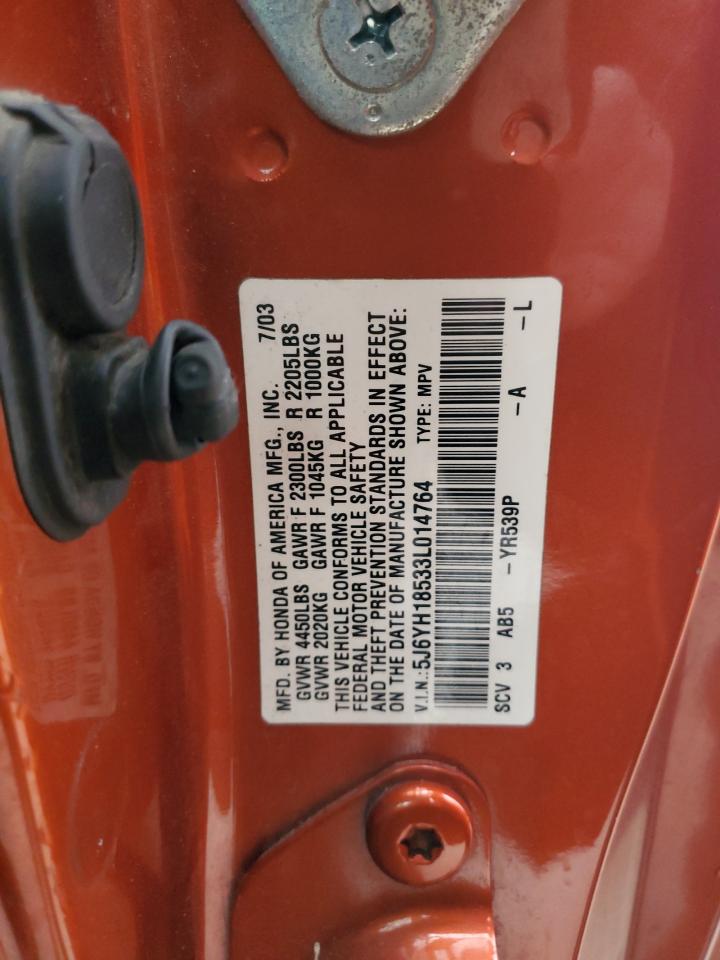 MFD. BY HONDA OF AMERICA MFG., INC. 7/03
GVWR 4450LBS GAWR F 2300LBS R 2205LBS
GVWR 2020KG GAWR F 1045KG R 1000KG
THIS VEHICLE CONFORMS TO ALL APPLICABLE
FEDERAL MOTOR VEHICLE SAFETY
AND THEFT PREVENTION STANDARDS IN EFFECT
ON THE DATE OF MANUFACTURE SHOWN ABOVE:
V.I.N.:5J6YH18533L014764 TYPE: MPV
SCV 3 AB5 -YR539P -A -L